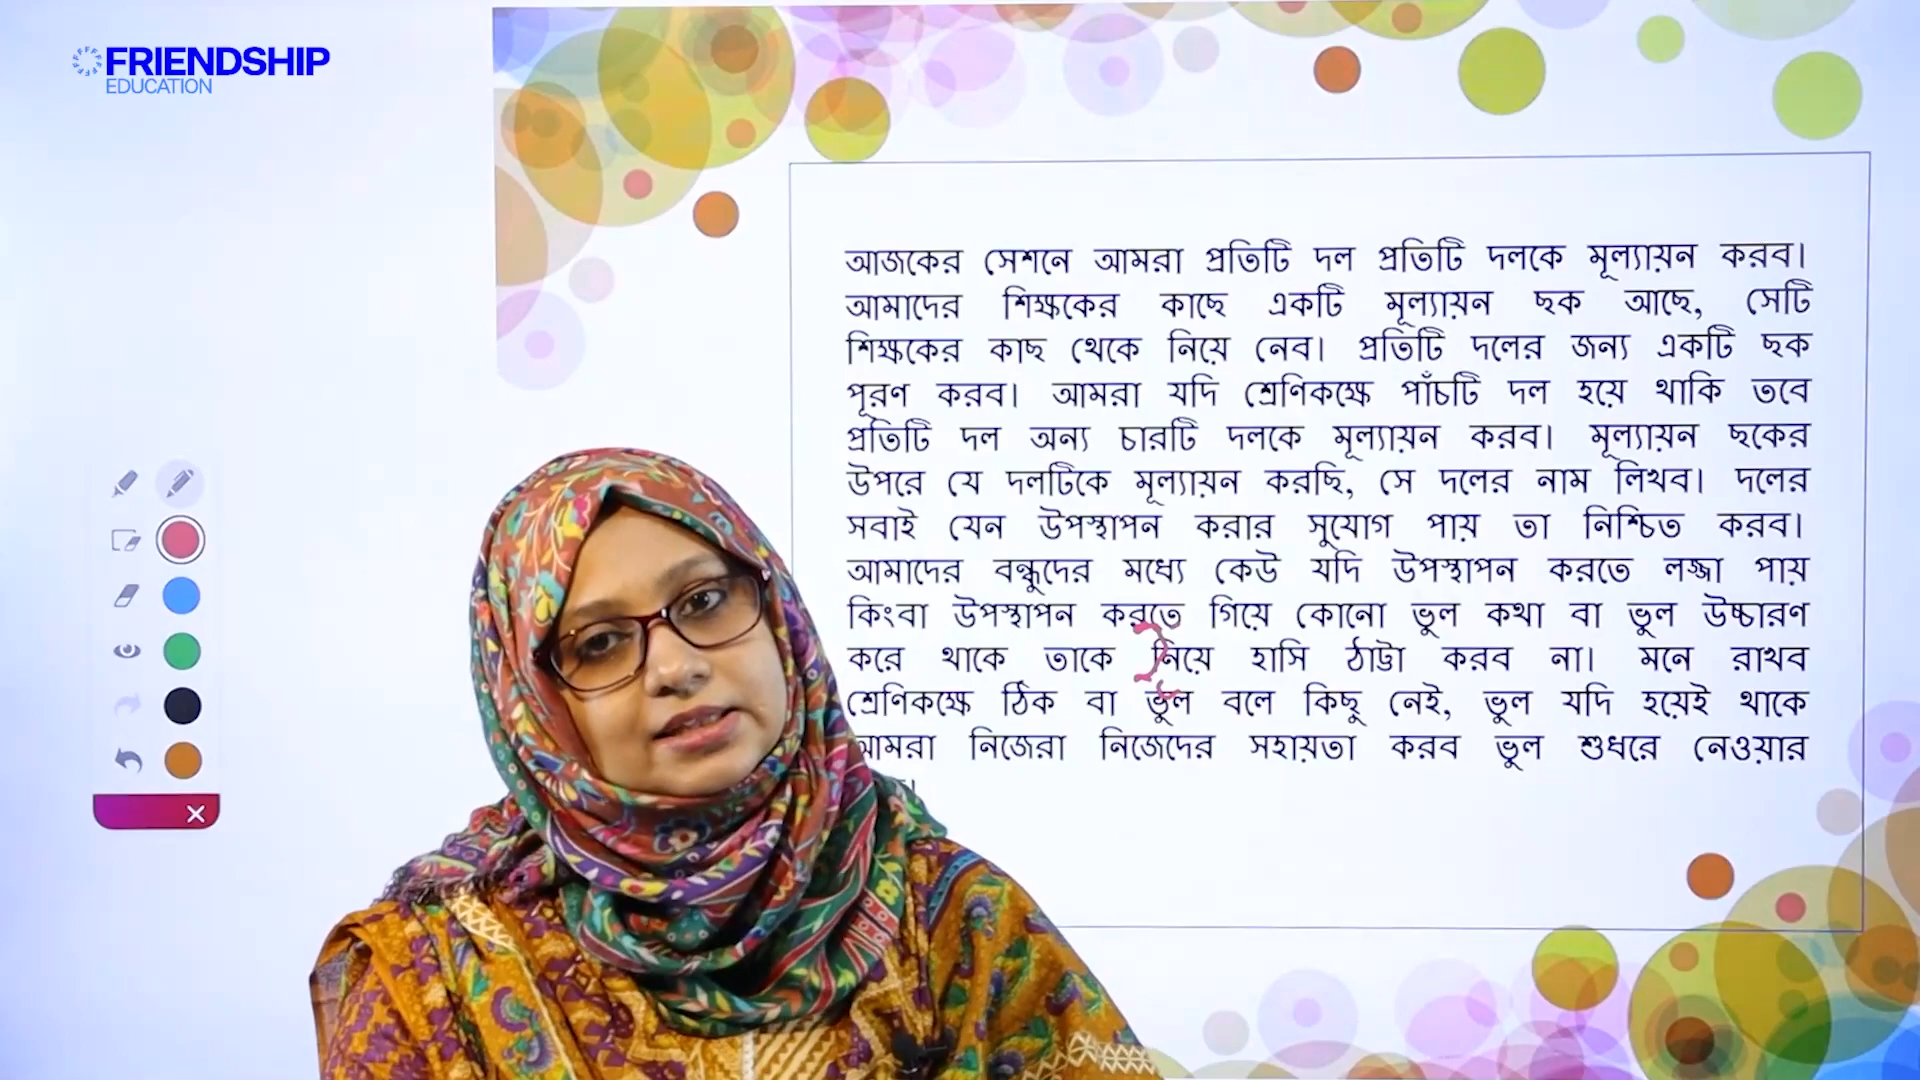 FRIENDSHIP
EDUCATION
আজকের সেশনে আমরা প্রতিটি দল প্রতিটি দলকে মূল্যায়ন করব।
আমাদের শিক্ষকের কাছে একটি মূল্যায়ন ছক আছে, সেটি
শিক্ষকের কাছ থেকে নিয়ে নেব। প্রতিটি দলের জন্য একটি ছক
পূরণ করব। আমরা যদি শ্রেণিকক্ষে পাঁচটি দল হয়ে থাকি তবে
প্রতিটি দল অন্য চারটি দলকে মূল্যায়ন করব। মূল্যায়ন ছকের
উপরে যে দলটিকে মূল্যায়ন করছি, সে দলের নাম লিখব। দলের
সবাই যেন উপস্থাপন করার সুযোগ পায় তা নিশ্চিত করব।
আমাদের বন্ধুদের মধ্যে কেউ যদি উপস্থাপন করতে লজ্জা পায়
কিংবা উপস্থাপন করতে গিয়ে কোনো ভুল কথা বা ভুল উচ্চারণ
করে থাকে তাকে নিয়ে হাসি ঠাট্টা করব না। মনে রাখব
শ্রেণিকক্ষে ঠিক বা ভুল বলে কিছু নেই, ভুল যদি হয়েই থাকে
আমরা নিজেরা নিজেদের সহায়তা করব ভুল শুধরে নেওয়ার